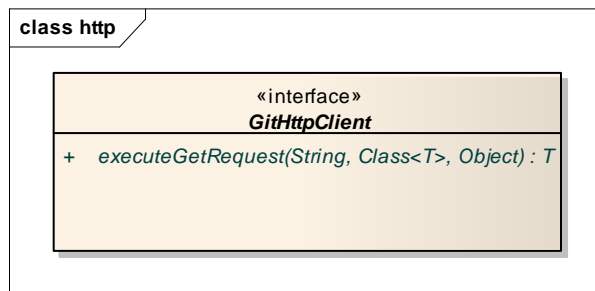 class http
«interface»
GitHttpClient
+ executeGetRequest(String, Class<T>, Object) : T